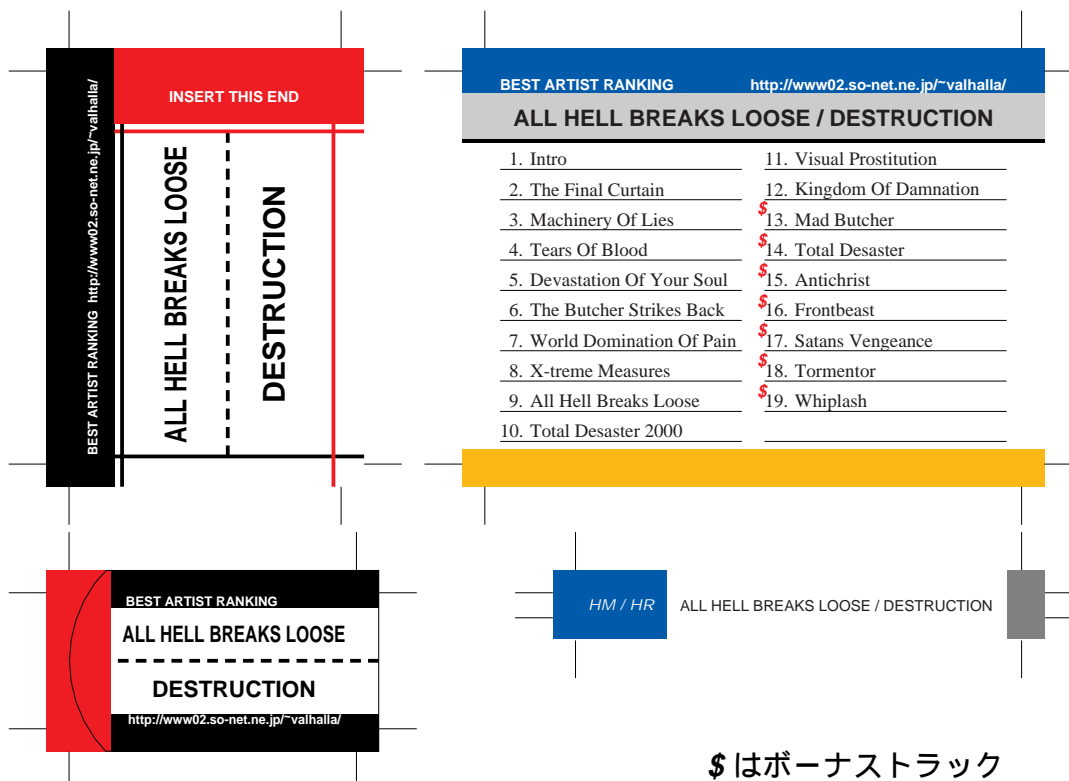 INSERT THIS END
BEST ARTIST RANKING http://www02.so-net.ne.jp/~valhalla/
ALL HELL BREAKS LOOSE
DESTRUCTION
BEST ARTIST RANKING http://www02.so-net.ne.jp/~valhalla/
ALL HELL BREAKS LOOSE / DESTRUCTION
1. Intro
2. The Final Curtain
3. Machinery Of Lies
4. Tears Of Blood
5. Devastation Of Your Soul
6. The Butcher Strikes Back
7. World Domination Of Pain
8. X-treme Measures
9. All Hell Breaks Loose
10. Total Desaster 2000
11. Visual Prostitution
12. Kingdom Of Damnation
$ 13. Mad Butcher
$ 14. Total Desaster
$ 15. Antichrist
$ 16. Frontbeast
$ 17. Satans Vengeance
$ 18. Tormentor
$ 19. Whiplash
BEST ARTIST RANKING
ALL HELL BREAKS LOOSE
DESTRUCTION
http://www02.so-net.ne.jp/~valhalla/
HM / HR ALL HELL BREAKS LOOSE / DESTRUCTION
$ はボーナストラック